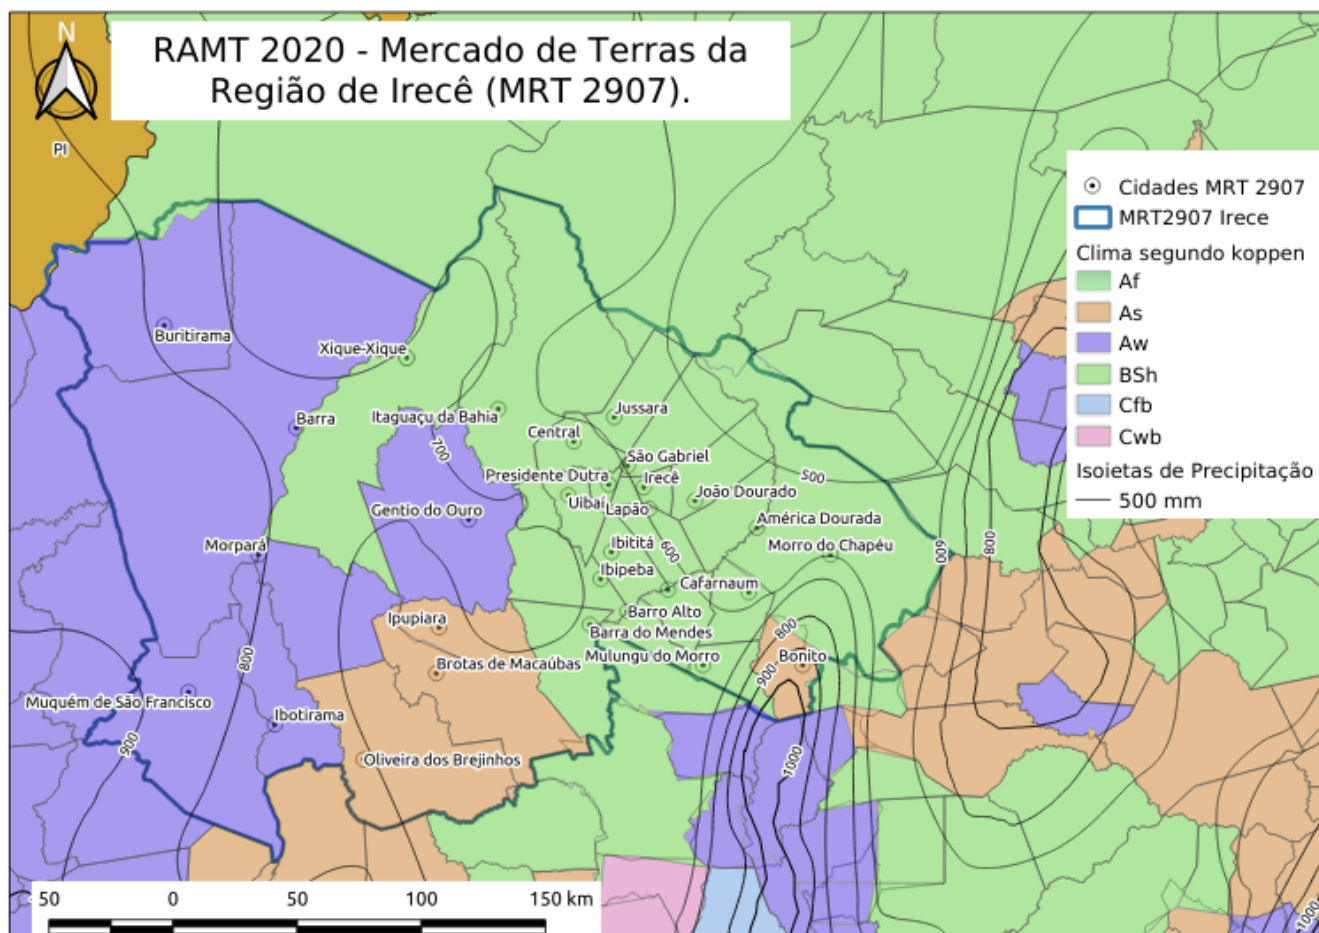 RAMT 2020 - Mercado de Terras da
Região de Irecê (MRT 2907).
N
PI
Cidades MRT 2907
MRT2907 Irece
Clima segundo koppen
Af
As
Aw
BSh
Cfb
Cwb
Isoietas de Precipitação
500 mm
Buritirama
Xique-Xique
Barra
Itaguaçu da Bahia
Jussara
Central
700
São Gabriel
500
Presidente Dutra
Irecê
João Dourado
Uibaí
Lapão
Gentio do Ouro
América Dourada
Morpará
Ibititá
600
Morro do Chapéu
600
800
Ibipeba
Cafarnaum
Ipupiara
Barro Alto
Barra do Mendes
800
800
Brotas de Macaúbas
Mulungu do Morro
Bonito
900
Muquém de São Francisco
Ibotirama
900
Oliveira dos Brejinhos
1000
50
0
50
100
150 km
1000